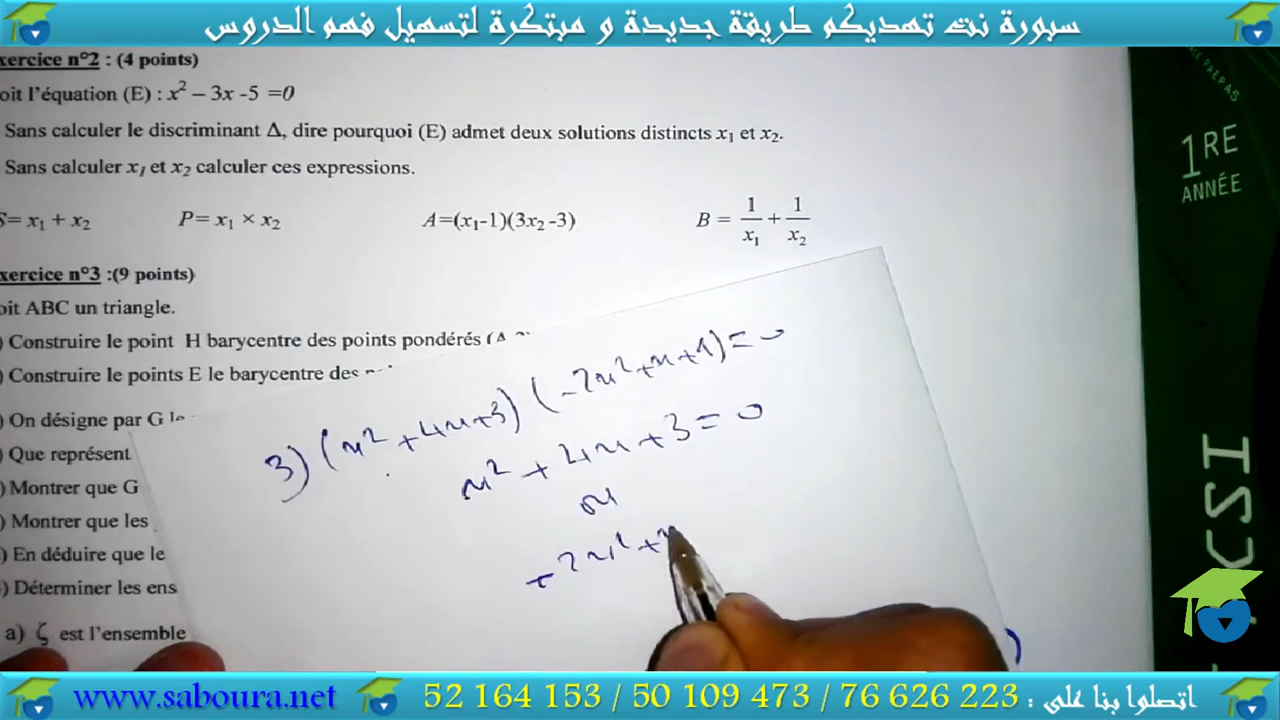 سبورة نت تهديكم طريقة جديدة و مبتكرة لتسهيل فهم الدروس
xercice n°2 : (4 points)
oit l'équation (E) : x² – 3x -5 =0
Sans calculer le discriminant Δ, dire pourquoi (E) admet deux solutions distincts x₁ et x₂.
Sans calculer x₁ et x₂ calculer ces expressions.
S= x₁ + x₂ P= x₁ × x₂ A=(x₁-1)(3x₂ -3) B = 1/x₁ + 1/x₂
xercice n°3 :(9 points)
oit ABC un triangle.
) Construire le point H barycentre des points pondérés (A
) Construire le points E le barycentre des
) On désigne par G le
) Que représent
) Montrer que G
) Montrer que les
) En déduire que le
) Déterminer les ens
a) ζ est l'ensemble
3) (x² + 4x + 3) (-2x² + x + 1) = 0
x² + 4x + 3 = 0
ou
-2x² + x
PRÉPAS
1RE
ANNÉE
CSI
www.saboura.net
52 164 153 / 50 109 473 / 76 626 223 : اتصلوا بنا على